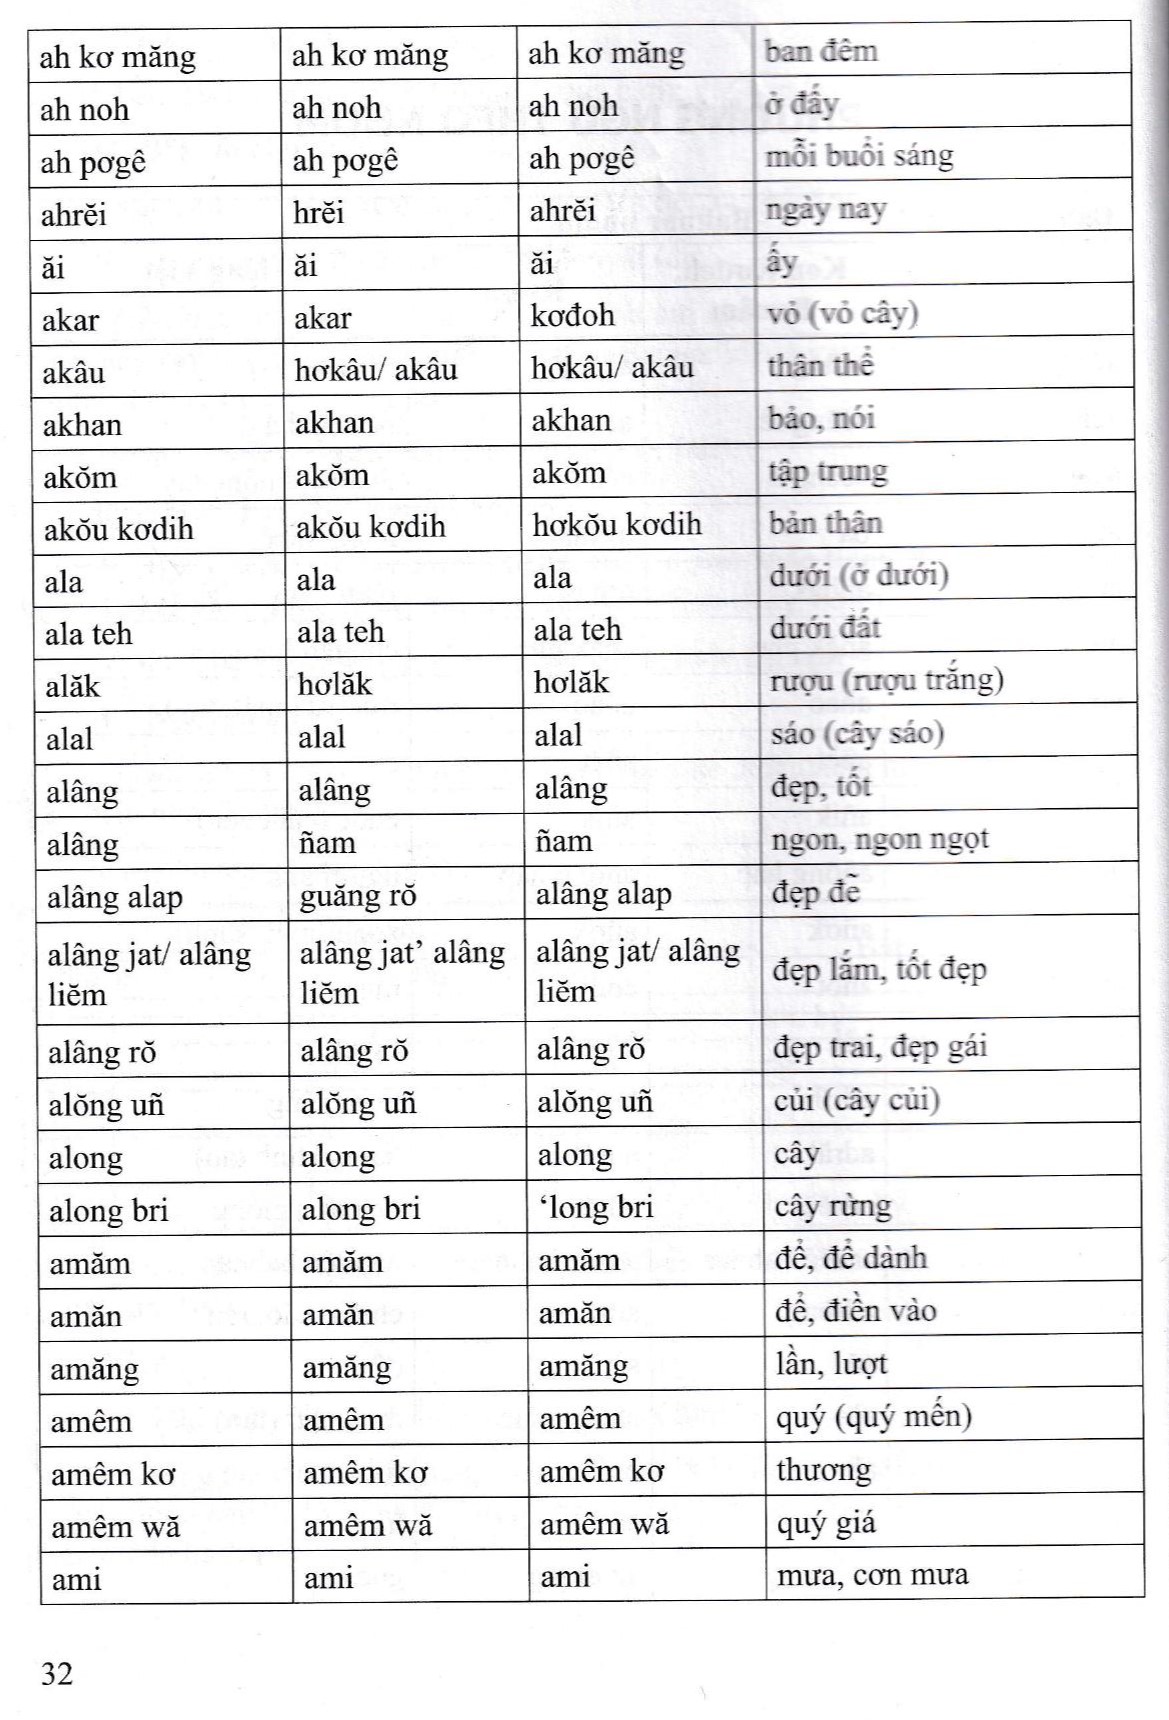 ah kơ măng ah kơ măng ah kơ măng ban đêm
ah noh ah noh ah noh ở đấy
ah pơgê ah pơgê ah pơgê mỗi buổi sáng
ahrĕi hrĕi ahrĕi ngày nay
ăi ăi ăi ấy
akar akar kơđoh vỏ (vỏ cây)
akâu hơkâu/ akâu hơkâu/ akâu thân thể
akhan akhan akhan bảo, nói
akŏm akŏm akŏm tập trung
akŏu kơdih akŏu kơdih hơkŏu kơdih bản thân
ala ala ala dưới (ở dưới)
ala teh ala teh ala teh dưới đất
alăk hơlăk hơlăk rượu (rượu trắng)
alal alal alal sáo (cây sáo)
alâng alâng alâng đẹp, tốt
alâng ñam ñam ngon, ngon ngọt
alâng alap guăng rŏ alâng alap đẹp đẽ
alâng jat/ alâng alâng jat’ alâng alâng jat/ alâng đẹp lắm, tốt đẹp
liĕm liĕm liĕm
alâng rŏ alâng rŏ alâng rŏ đẹp trai, đẹp gái
alŏng uñ alŏng uñ alŏng uñ củi (cây củi)
along along along cây
along bri along bri ‘long bri cây rừng
amăm amăm amăm để, để dành
amăn amăn amăn để, điền vào
amăng amăng amăng lần, lượt
amêm amêm amêm quý (quý mến)
amêm kơ amêm kơ amêm kơ thương
amêm wă amêm wă amêm wă quý giá
ami ami ami mưa, cơn mưa
32